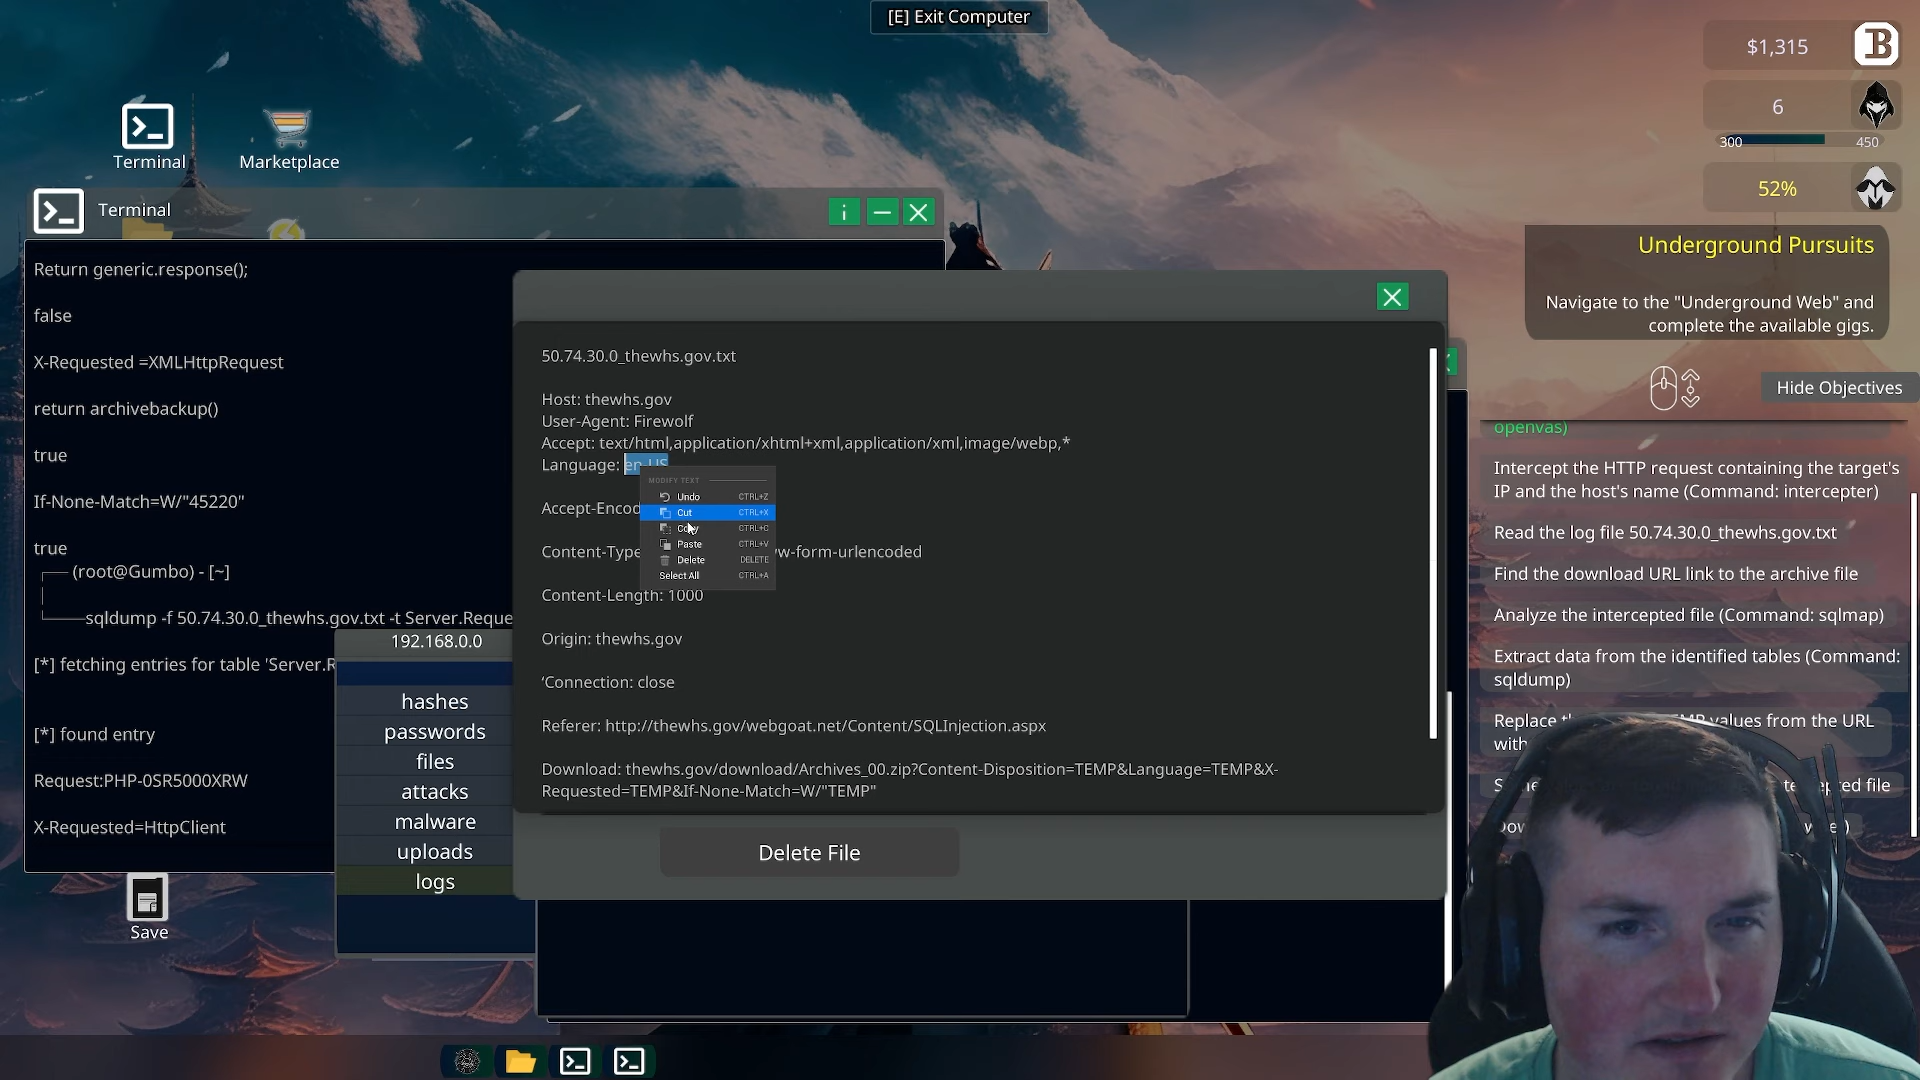 [E] Exit Computer
$1,315
B
6
300
450
52%
Terminal
Marketplace
Terminal
i
Underground Pursuits
Navigate to the "Underground Web" and
complete the available gigs.
Hide Objectives
openvas)
Intercept the HTTP request containing the target's
IP and the host's name (Command: intercepter)
Read the log file 50.74.30.0_thewhs.gov.txt
Find the download URL link to the archive file
Analyze the intercepted file (Command: sqlmap)
Extract data from the identified tables (Command:
sqldump)
Replace values from the URL
file
Return generic.response();
false
X-Requested =XMLHttpRequest
return archivebackup()
true
If-None-Match=W/"45220"
true
(root@Gumbo) - [~]
sqldump -f 50.74.30.0_thewhs.gov.txt -t Server.Reque
[*] fetching entries for table 'Server.R
[*] found entry
Request:PHP-0SR5000XRW
X-Requested=HttpClient
192.168.0.0
hashes
passwords
files
attacks
malware
uploads
logs
50.74.30.0_thewhs.gov.txt
Host: thewhs.gov
User-Agent: Firewolf
Accept: text/html,application/xhtml+xml,application/xml,image/webp,*
Language: en-US
MODIFY TEXT
Undo CTRL+Z
Cut CTRL+X
Copy CTRL+C
Paste CTRL+V
Delete DELETE
Select All CTRL+A
Accept-Encod
Content-Type w-form-urlencoded
Content-Length: 1000
Origin: thewhs.gov
‘Connection: close
Referer: http://thewhs.gov/webgoat.net/Content/SQLInjection.aspx
Download: thewhs.gov/download/Archives_00.zip?Content-Disposition=TEMP&Language=TEMP&X-
Requested=TEMP&If-None-Match=W/"TEMP"
Delete File
Save